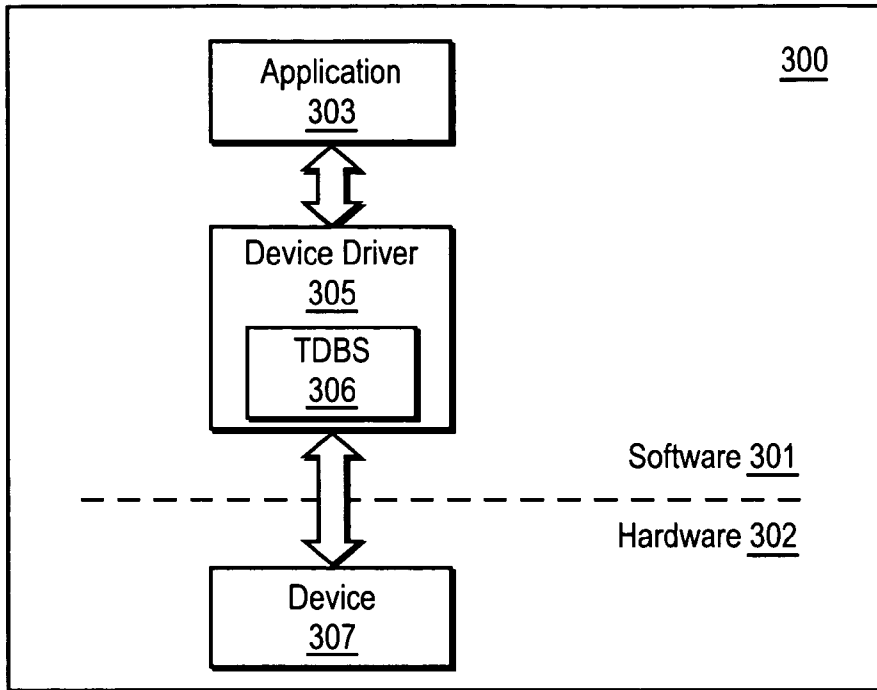 Application
303
300
Device Driver
305
TDBS
306
Software 301
Hardware 302
Device
307